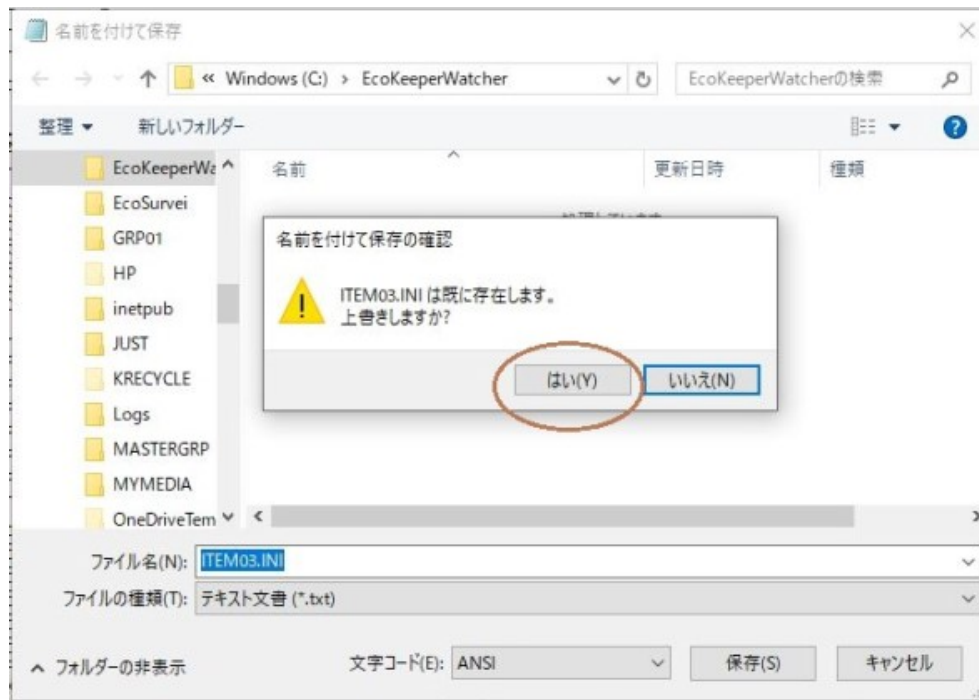 名前を付けて保存
« Windows (C:) › EcoKeeperWatcher
EcoKeeperWatcherの検索
整理
新しいフォルダー
EcoKeeperWa
名前
更新日時
種類
EcoSurvei
GRP01
HP
inetpub
JUST
KRECYCLE
Logs
MASTERGRP
MYMEDIA
OneDriveTem
名前を付けて保存の確認
ITEM03.INI は既に存在します。
上書きしますか?
はい(Y)
いいえ(N)
ファイル名(N):
ITEM03.INI
ファイルの種類(T):
テキスト文書 (*.txt)
フォルダーの非表示
文字コード(E):
ANSI
保存(S)
キャンセル